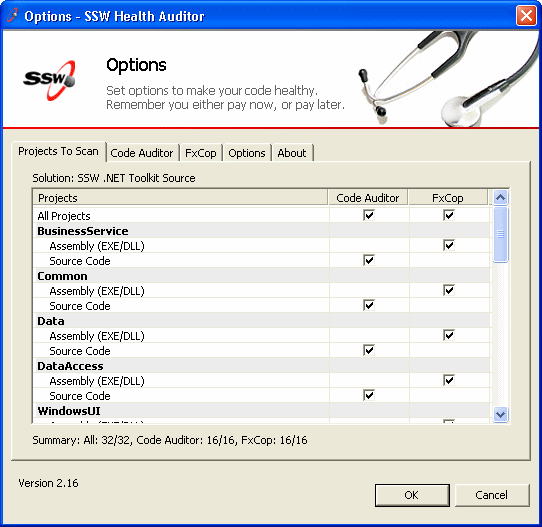 Options - SSW Health Auditor
SSW
Options
Set options to make your code healthy.
Remember you either pay now, or pay later.
Projects To Scan Code Auditor FxCop Options About
Solution: SSW .NET Toolkit Source
Projects Code Auditor FxCop
All Projects
BusinessService
Assembly (EXE/DLL)
Source Code
Common
Assembly (EXE/DLL)
Source Code
Data
Assembly (EXE/DLL)
Source Code
DataAccess
Assembly (EXE/DLL)
Source Code
WindowsUI
Assembly (EXE/DLL)
Summary: All: 32/32, Code Auditor: 16/16, FxCop: 16/16
Version 2.16
OK Cancel